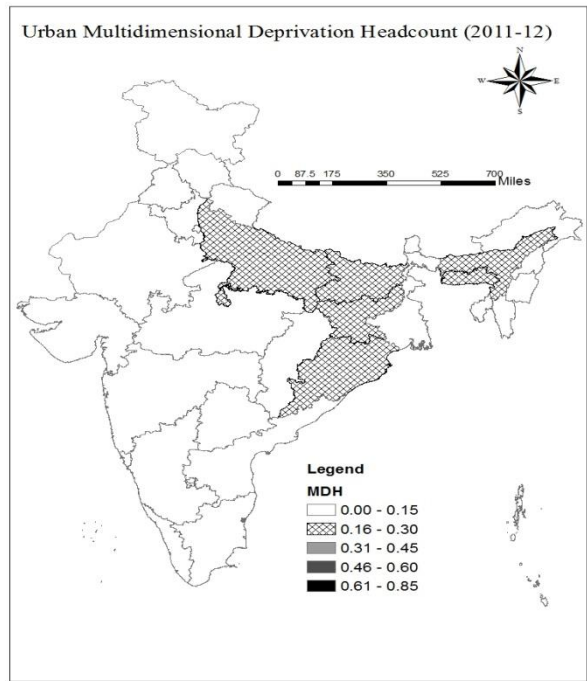 Urban Multidimensional Deprivation Headcount (2011-12)
N
W E
S
0 87.5 175 350 525 700
Miles
Legend
MDH
0.00 - 0.15
0.16 - 0.30
0.31 - 0.45
0.46 - 0.60
0.61 - 0.85